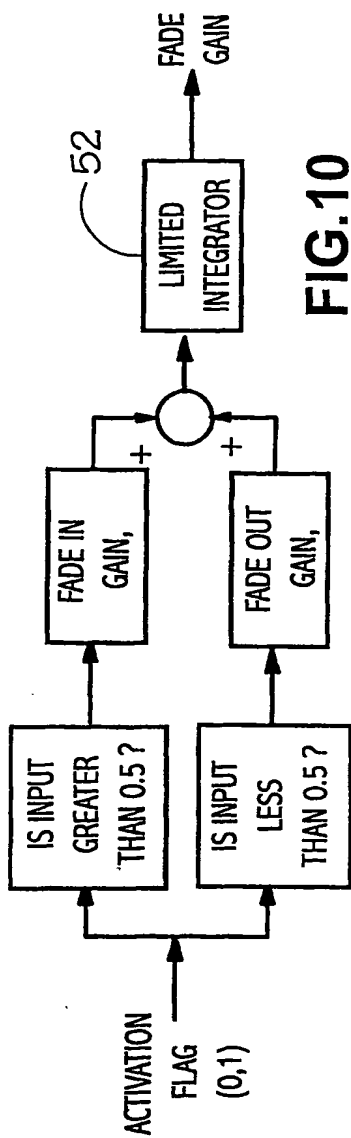 ACTIVATION
FLAG
(0,1)
IS INPUT
GREATER
THAN 0.5 ?
FADE IN
GAIN,
+
IS INPUT
LESS
THAN 0.5 ?
FADE OUT
GAIN,
+
52
LIMITED
INTEGRATOR
FADE
GAIN
FIG.10